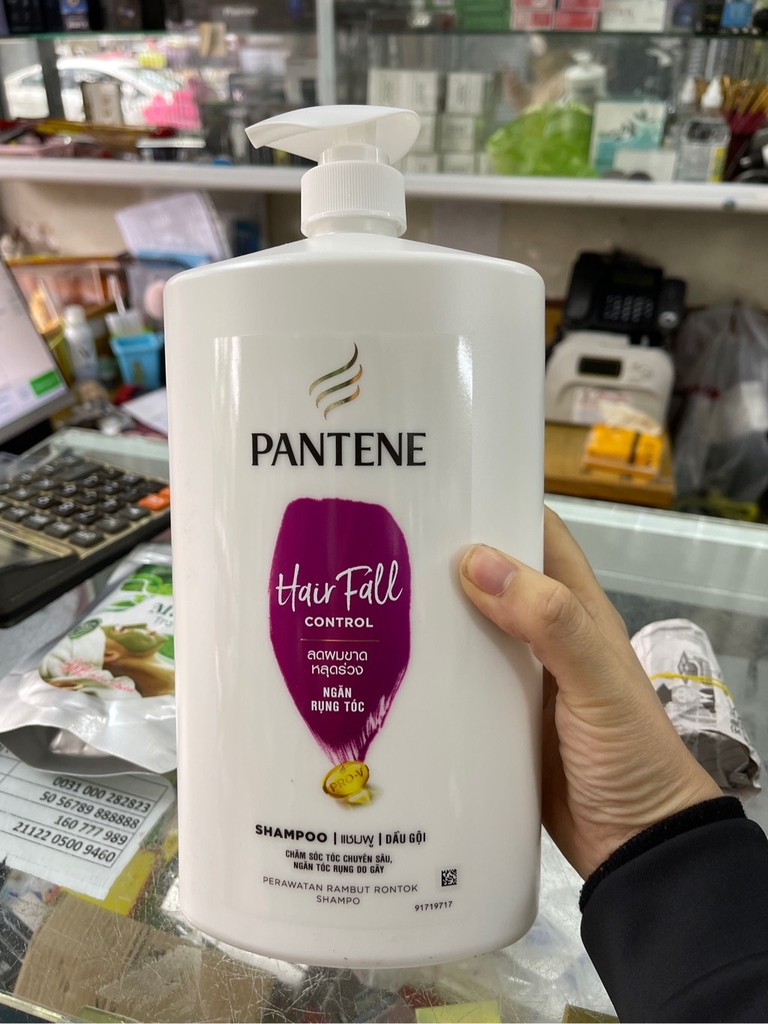 PANTENE
Hair Fall
CONTROL
ลดผมขาด
หลุดร่วง
NGĂN
RỤNG TÓC
PRO-V
SHAMPOO | แชมพู | DẦU GỘI
CHĂM SÓC TÓC CHUYÊN SÂU,
NGĂN TÓC RỤNG DO GÃY
PERAWATAN RAMBUT RONTOK
SHAMPO
91719717
0031 000 282823
50 56789 888888
160 777 989
21122 0500 9460